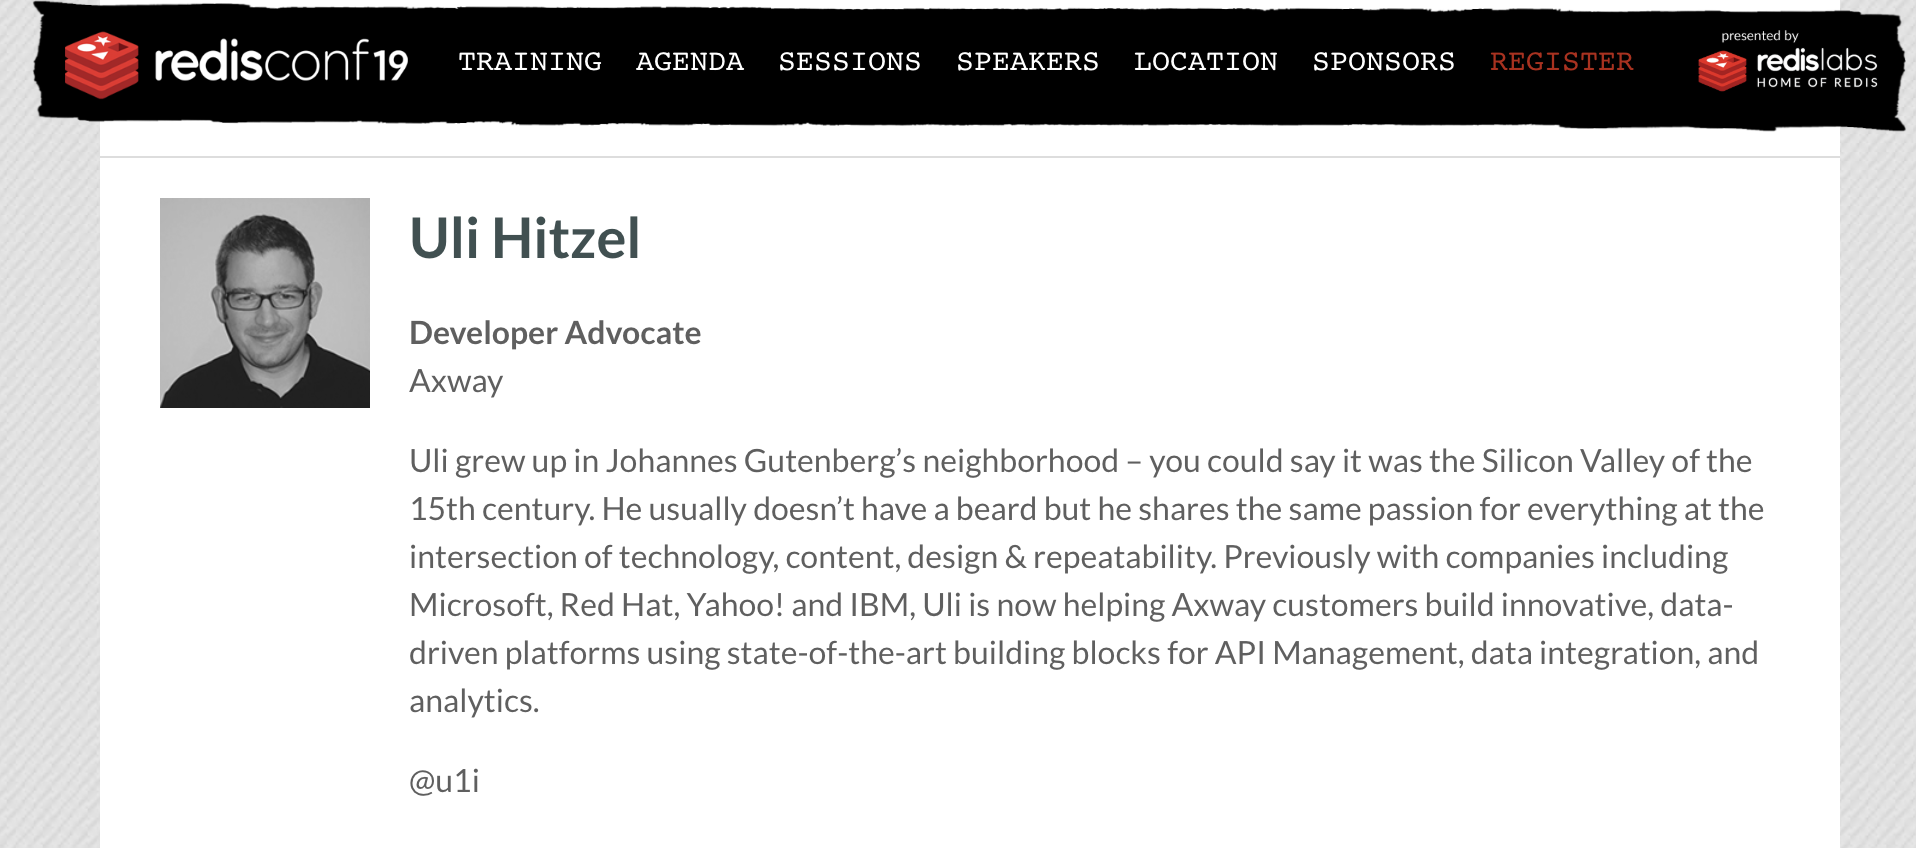 redisconf19 TRAINING AGENDA SESSIONS SPEAKERS LOCATION SPONSORS REGISTER
presented by
redislabs
HOME OF REDIS
Uli Hitzel
Developer Advocate
Axway
Uli grew up in Johannes Gutenberg’s neighborhood – you could say it was the Silicon Valley of the
15th century. He usually doesn’t have a beard but he shares the same passion for everything at the
intersection of technology, content, design & repeatability. Previously with companies including
Microsoft, Red Hat, Yahoo! and IBM, Uli is now helping Axway customers build innovative, data-
driven platforms using state-of-the-art building blocks for API Management, data integration, and
analytics.
@u1i